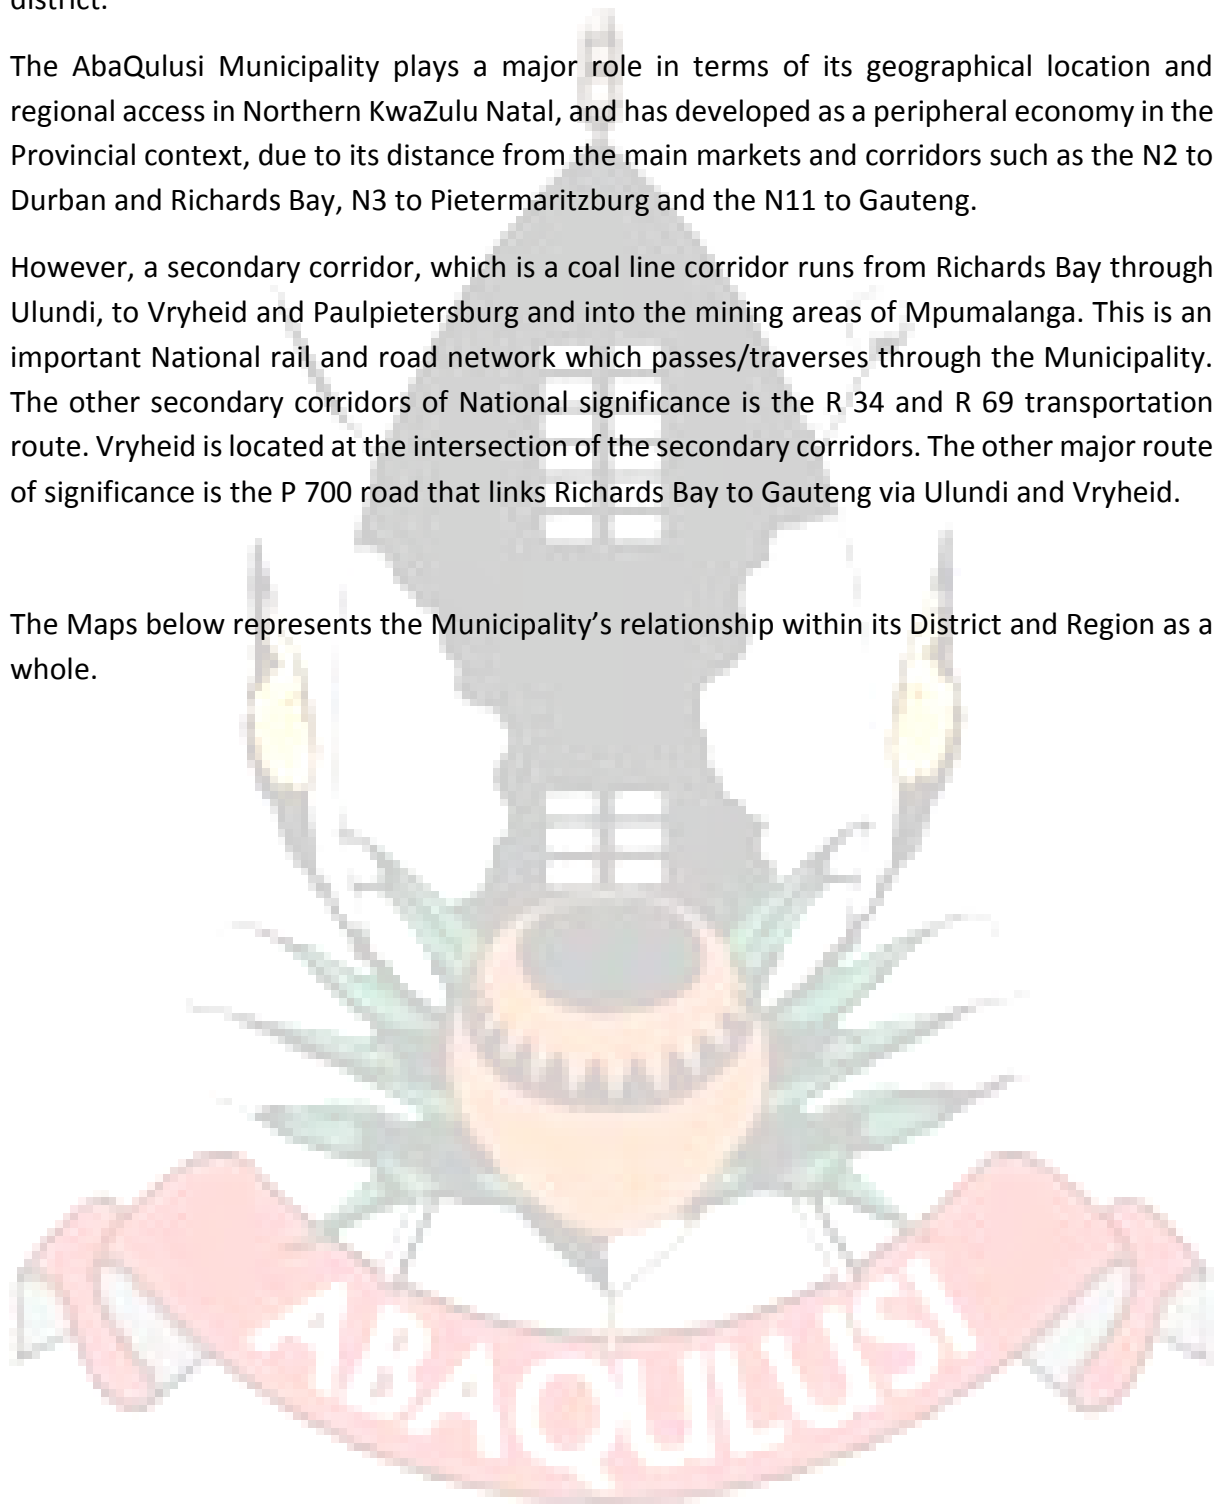 district.
The AbaQulusi Municipality plays a major role in terms of its geographical location and
regional access in Northern KwaZulu Natal, and has developed as a peripheral economy in the
Provincial context, due to its distance from the main markets and corridors such as the N2 to
Durban and Richards Bay, N3 to Pietermaritzburg and the N11 to Gauteng.
However, a secondary corridor, which is a coal line corridor runs from Richards Bay through
Ulundi, to Vryheid and Paulpietersburg and into the mining areas of Mpumalanga. This is an
important National rail and road network which passes/traverses through the Municipality.
The other secondary corridors of National significance is the R 34 and R 69 transportation
route. Vryheid is located at the intersection of the secondary corridors. The other major route
of significance is the P 700 road that links Richards Bay to Gauteng via Ulundi and Vryheid.
The Maps below represents the Municipality’s relationship within its District and Region as a
whole.
ABAQULUSI